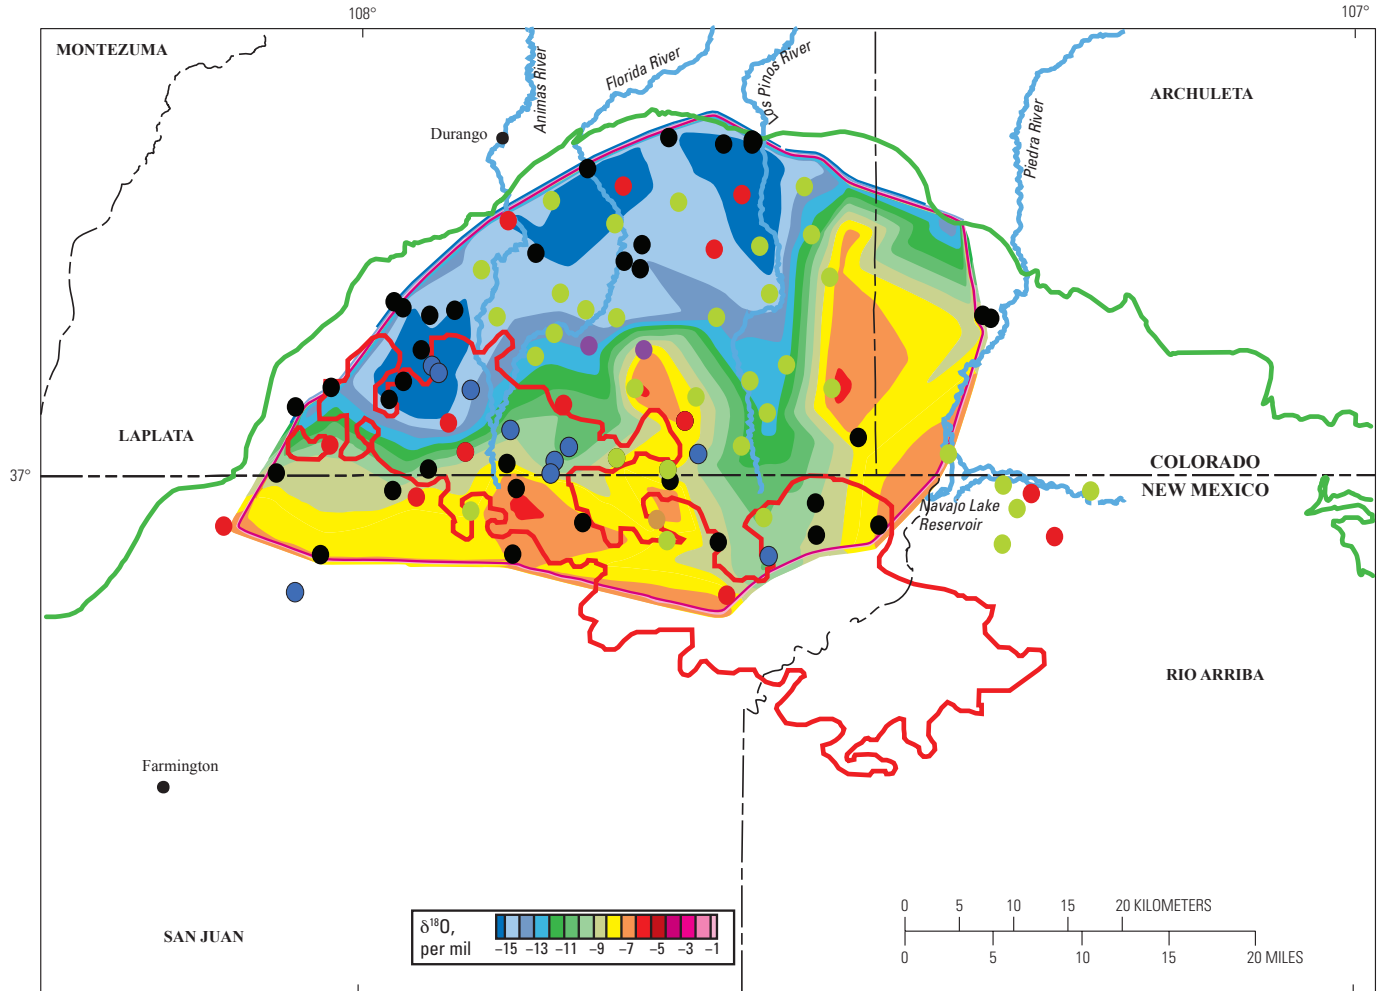 108°
107°
MONTEZUMA
Animas River
Florida River
Los Pinos River
Piedra River
ARCHULETA
Durango
LAPLATA
37°
COLORADO
NEW MEXICO
Navajo Lake
Reservoir
RIO ARRIBA
Farmington
SAN JUAN
δ18O,
per mil
−15 −13 −11 −9 −7 −5 −3 −1
0 5 10 15 20 KILOMETERS
0 5 10 15 20 MILES